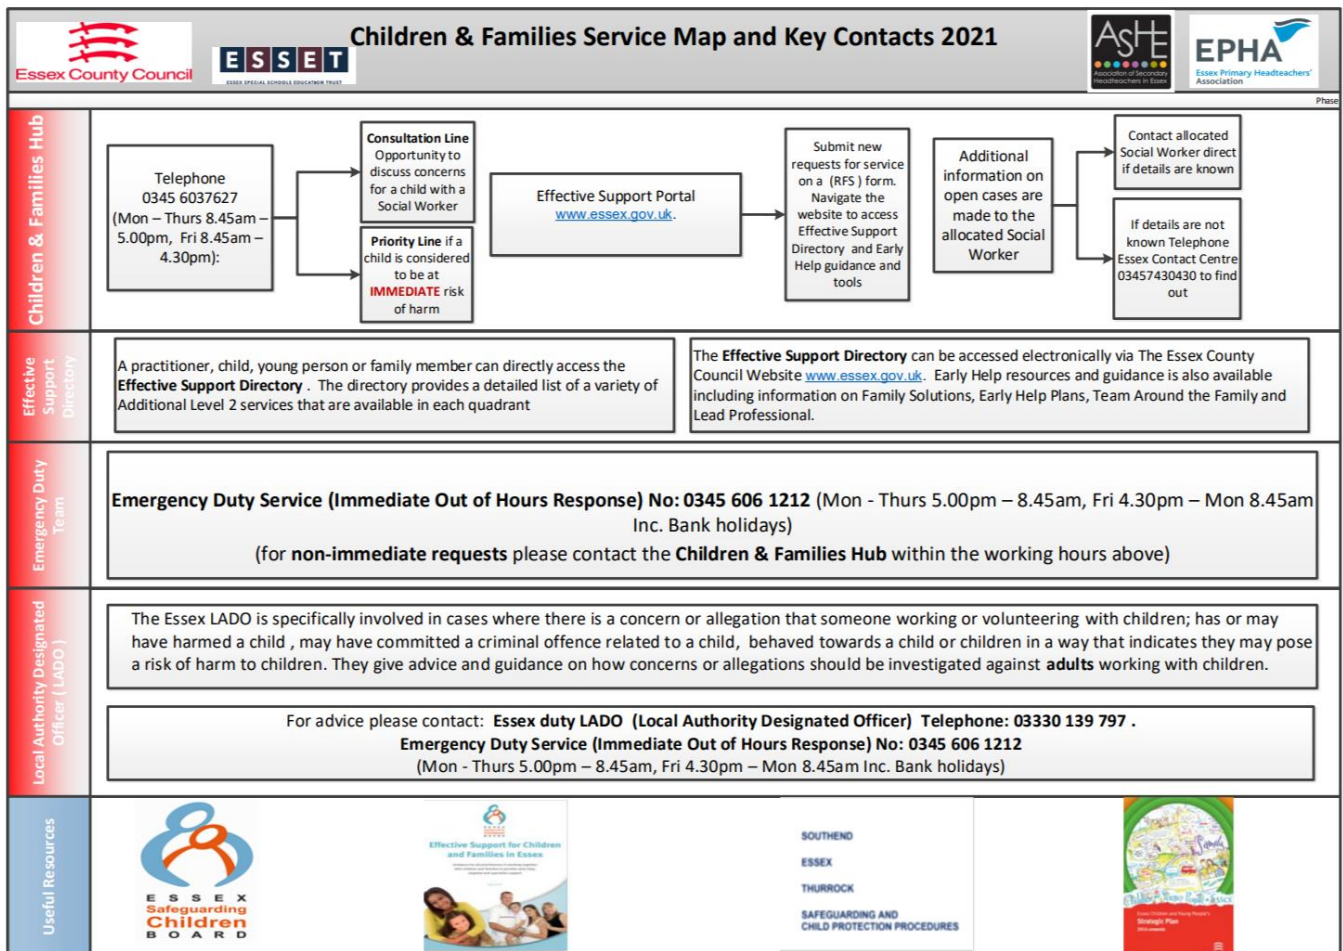 Essex County Council
ESSET
ESSEX SPECIAL SCHOOLS EDUCATION TRUST
Children & Families Service Map and Key Contacts 2021
ASHE
Association of Secondary
Headteachers in Essex
EPHA
Essex Primary Headteachers'
Association
Phase
Children & Families Hub
Telephone
0345 6037627
(Mon – Thurs 8.45am –
5.00pm, Fri 8.45am –
4.30pm):
Consultation Line
Opportunity to
discuss concerns
for a child with a
Social Worker
Priority Line if a
child is considered
to be at
IMMEDIATE risk
of harm
Effective Support Portal
www.essex.gov.uk.
Submit new
requests for service
on a (RFS ) form.
Navigate the
website to access
Effective Support
Directory and Early
Help guidance and
tools
Additional
information on
open cases are
made to the
allocated Social
Worker
Contact allocated
Social Worker direct
if details are known
If details are not
known Telephone
Essex Contact Centre
03457430430 to find
out
Effective
Support
Directory
A practitioner, child, young person or family member can directly access the
Effective Support Directory . The directory provides a detailed list of a variety of
Additional Level 2 services that are available in each quadrant
The Effective Support Directory can be accessed electronically via The Essex County
Council Website www.essex.gov.uk. Early Help resources and guidance is also available
including information on Family Solutions, Early Help Plans, Team Around the Family and
Lead Professional.
Emergency Duty
Team
Emergency Duty Service (Immediate Out of Hours Response) No: 0345 606 1212 (Mon - Thurs 5.00pm – 8.45am, Fri 4.30pm – Mon 8.45am
Inc. Bank holidays)
(for non-immediate requests please contact the Children & Families Hub within the working hours above)
Local Authority Designated
Officer ( LADO )
The Essex LADO is specifically involved in cases where there is a concern or allegation that someone working or volunteering with children; has or may
have harmed a child , may have committed a criminal offence related to a child, behaved towards a child or children in a way that indicates they may pose
a risk of harm to children. They give advice and guidance on how concerns or allegations should be investigated against adults working with children.
For advice please contact: Essex duty LADO (Local Authority Designated Officer) Telephone: 03330 139 797 .
Emergency Duty Service (Immediate Out of Hours Response) No: 0345 606 1212
(Mon - Thurs 5.00pm – 8.45am, Fri 4.30pm – Mon 8.45am Inc. Bank holidays)
Useful Resources
ESSEX
Safeguarding
Children
BOARD
Effective Support for Children
and Families in Essex
SOUTHEND
ESSEX
THURROCK
SAFEGUARDING AND
CHILD PROTECTION PROCEDURES
Essex Children and Young People's
Strategic Plan